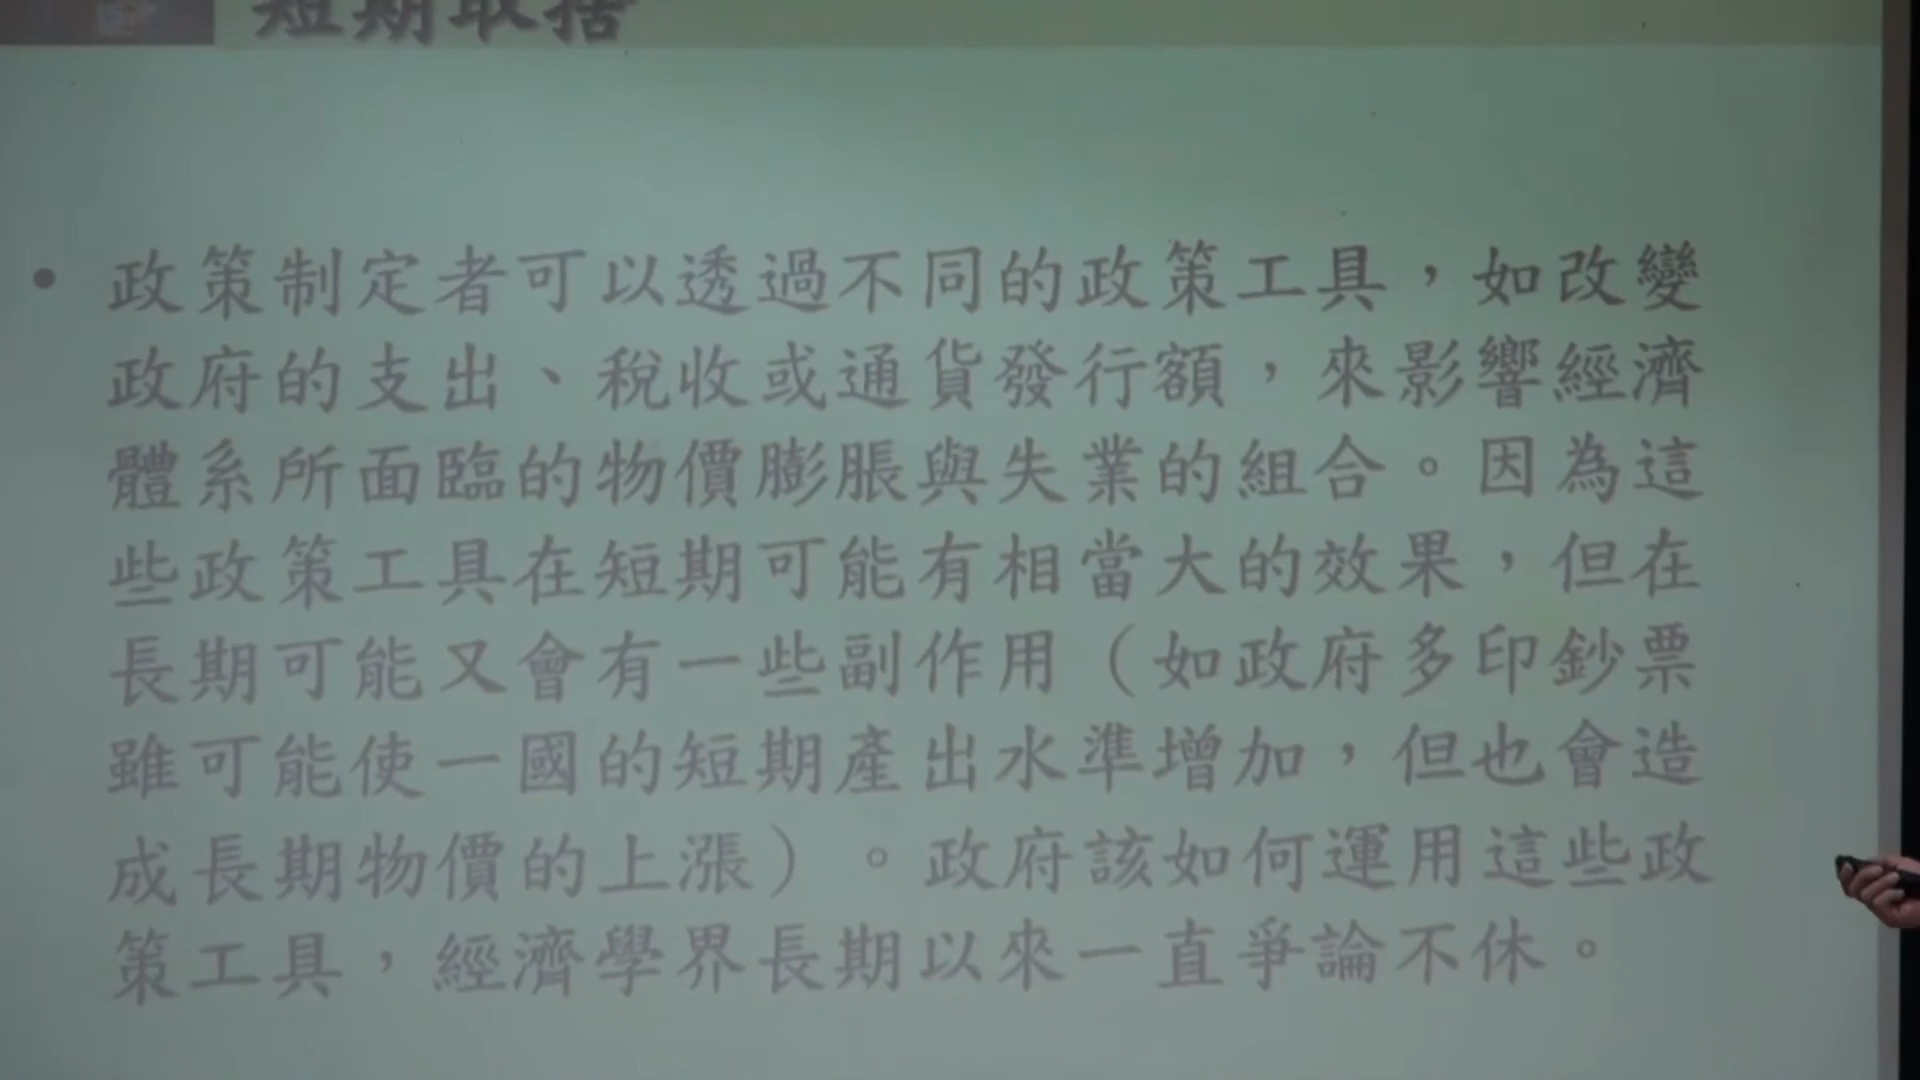 短期取捨
• 政策制定者可以透過不同的政策工具，如改變
政府的支出、稅收或通貨發行額，來影響經濟
體系所面臨的物價膨脹與失業的組合。因為這
些政策工具在短期可能有相當大的效果，但在
長期可能又會有一些副作用（如政府多印鈔票
雖可能使一國的短期產出水準增加，但也會造
成長期物價的上漲）。政府該如何運用這些政
策工具，經濟學界長期以來一直爭論不休。